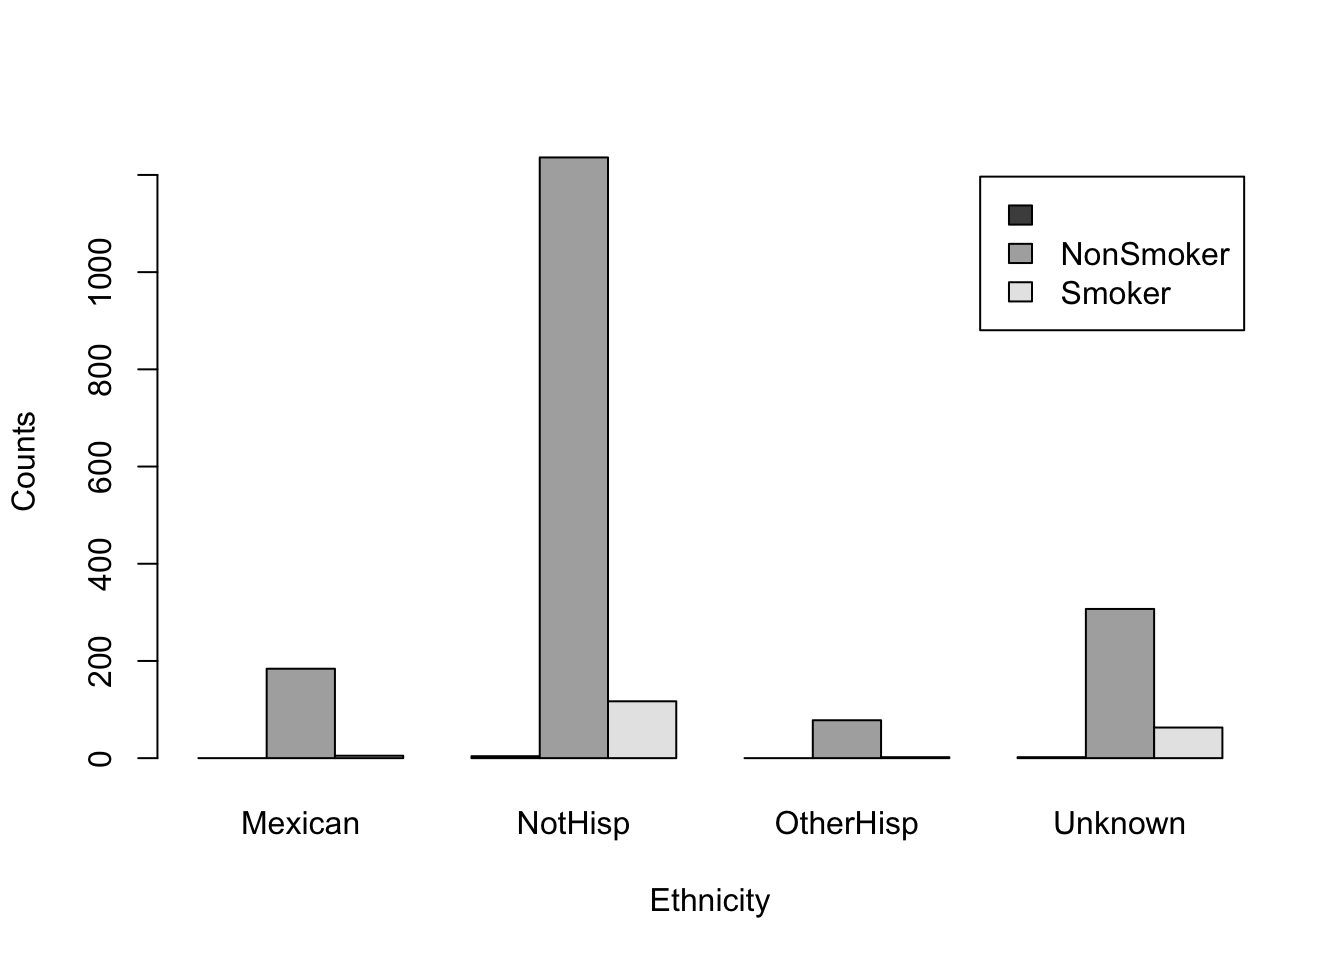 1000
800
600
400
200
0
Counts
NonSmoker
Smoker
Mexican
NotHisp
OtherHisp
Unknown
Ethnicity